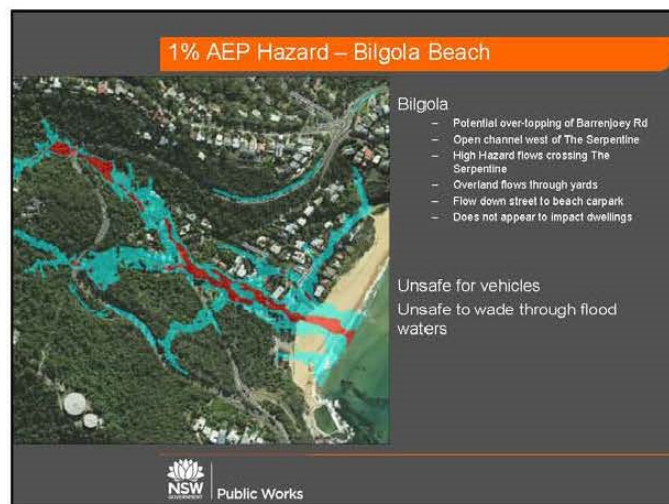 1% AEP Hazard – Bilgola Beach
Bilgola
– Potential over-topping of Barrenjoey Rd
– Open channel west of The Serpentine
– High Hazard flows crossing The
Serpentine
– Overland flows through yards
– Flow down street to beach carpark
– Does not appear to impact dwellings
Unsafe for vehicles
Unsafe to wade through flood
waters
NSW
GOVERNMENT
Public Works